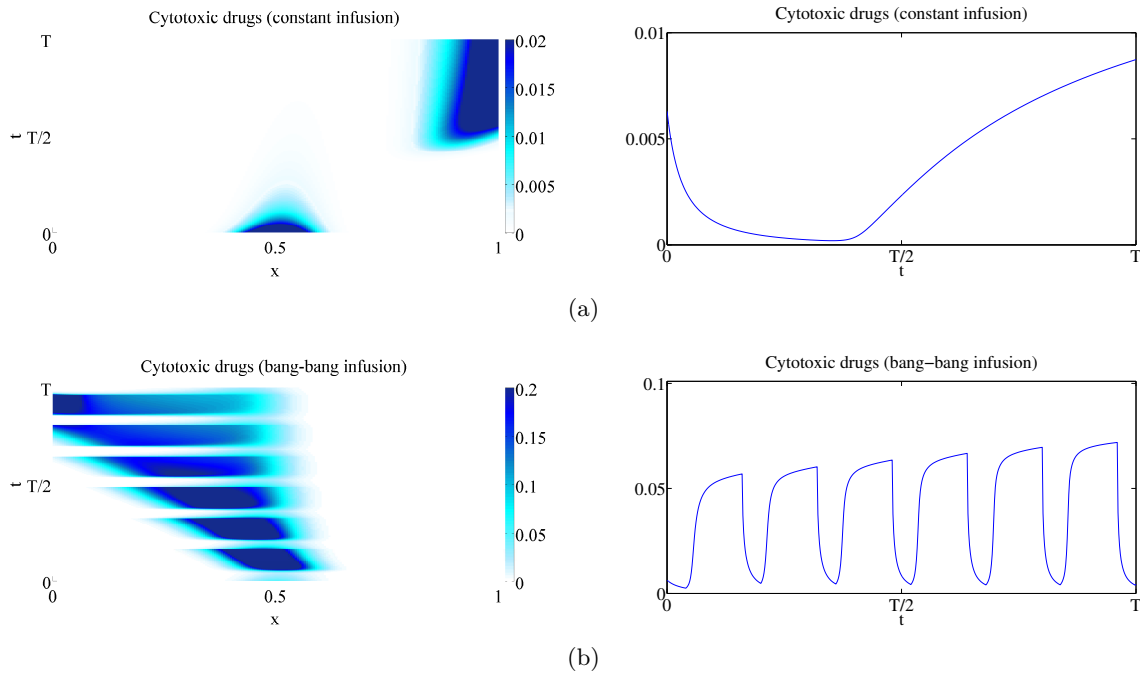 Cytotoxic drugs (constant infusion)
T
T/2
0
t
0 0.5 1
x
0.02
0.015
0.01
0.005
0
Cytotoxic drugs (constant infusion)
0.01
0.005
0
0 T/2 T
t
(a)
Cytotoxic drugs (bang-bang infusion)
T
T/2
0
t
0 0.5 1
x
0.2
0.15
0.1
0.05
0
Cytotoxic drugs (bang−bang infusion)
0.1
0.05
0
0 T/2 T
t
(b)